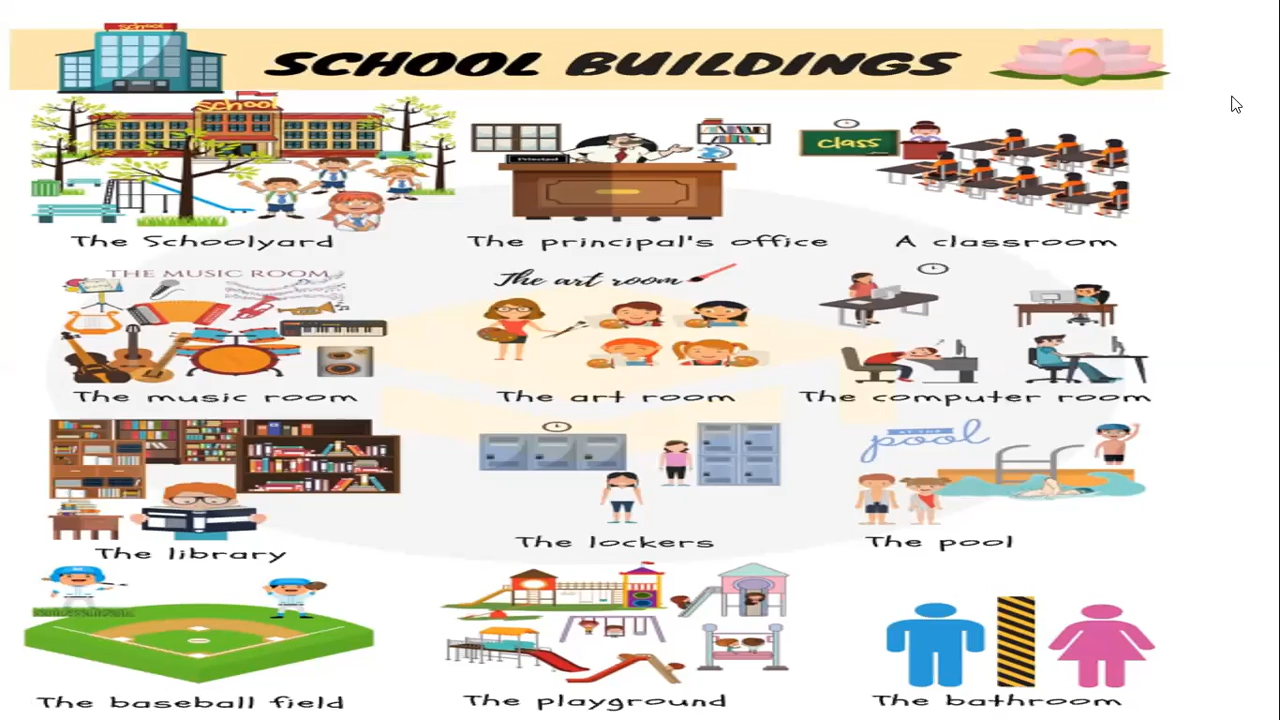 School
SCHOOL BUILDINGS
School
Principal
class
The Schoolyard
The principal's office
A classroom
THE MUSIC ROOM
The art room
The music room
The art room
The computer room
pool
The library
The lockers
The pool
The baseball field
The playground
The bathroom